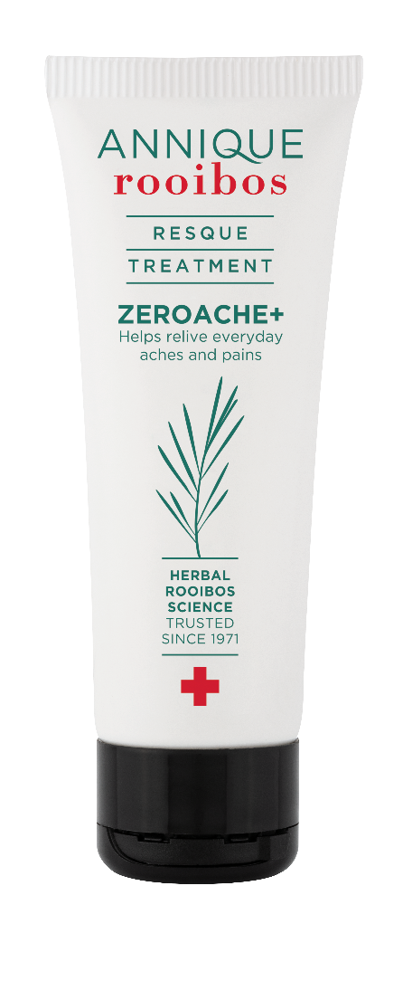 ANNIQUE
rooibos
RESQUE
TREATMENT
ZEROACHE+
Helps relive everyday
aches and pains
HERBAL
ROOIBOS
SCIENCE
TRUSTED
SINCE 1971